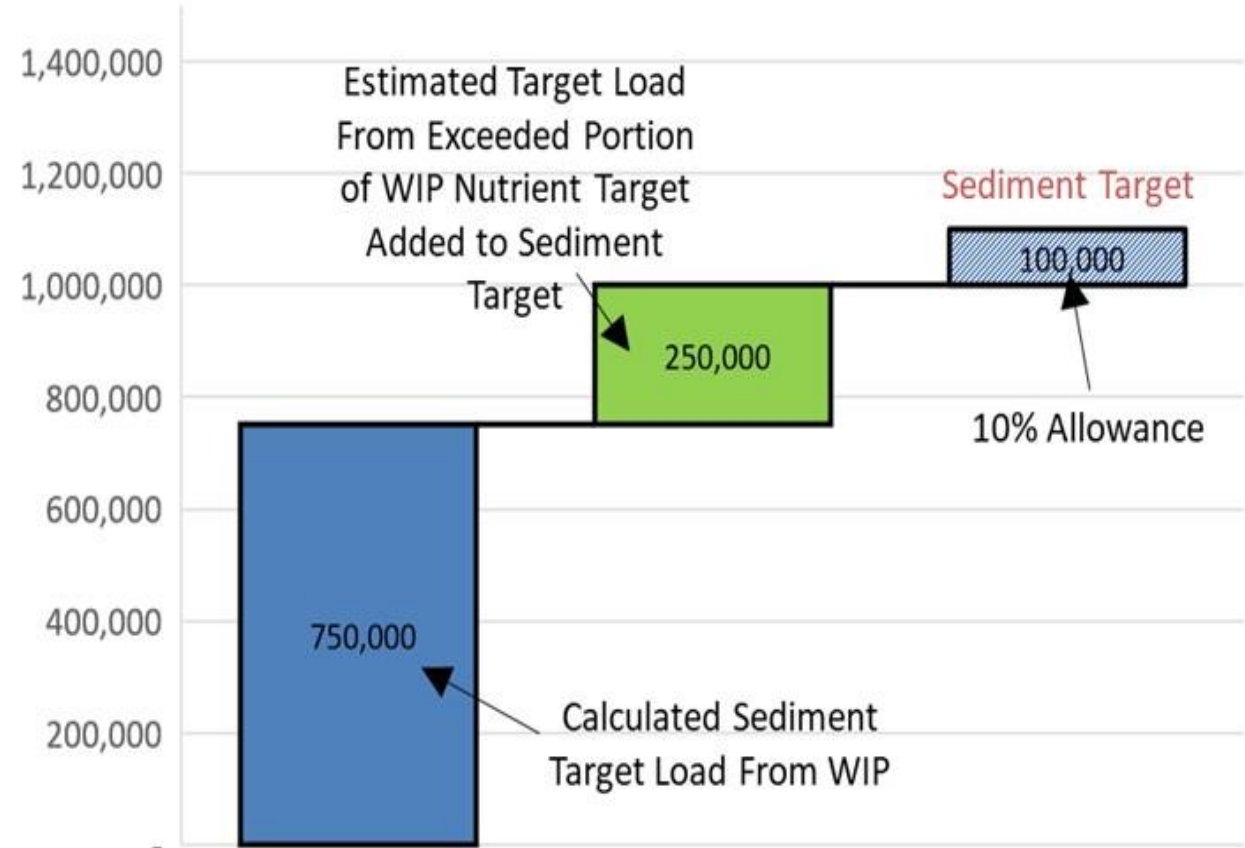 1,400,000
Estimated Target Load
From Exceeded Portion
of WIP Nutrient Target
Added to Sediment
Target
1,200,000
Sediment Target
100,000
1,000,000
250,000
800,000
10% Allowance
600,000
400,000
750,000
200,000
Calculated Sediment
Target Load From WIP